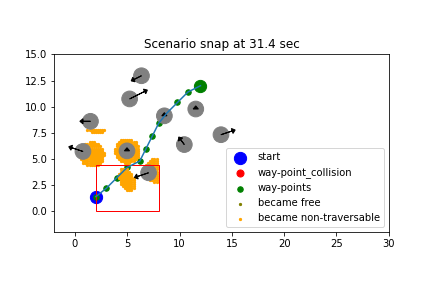 Scenario snap at 31.4 sec
15.0
12.5
10.0
7.5
5.0
2.5
0.0
0
5
10
15
20
25
30
start
way-point_collision
way-points
became free
became non-traversable